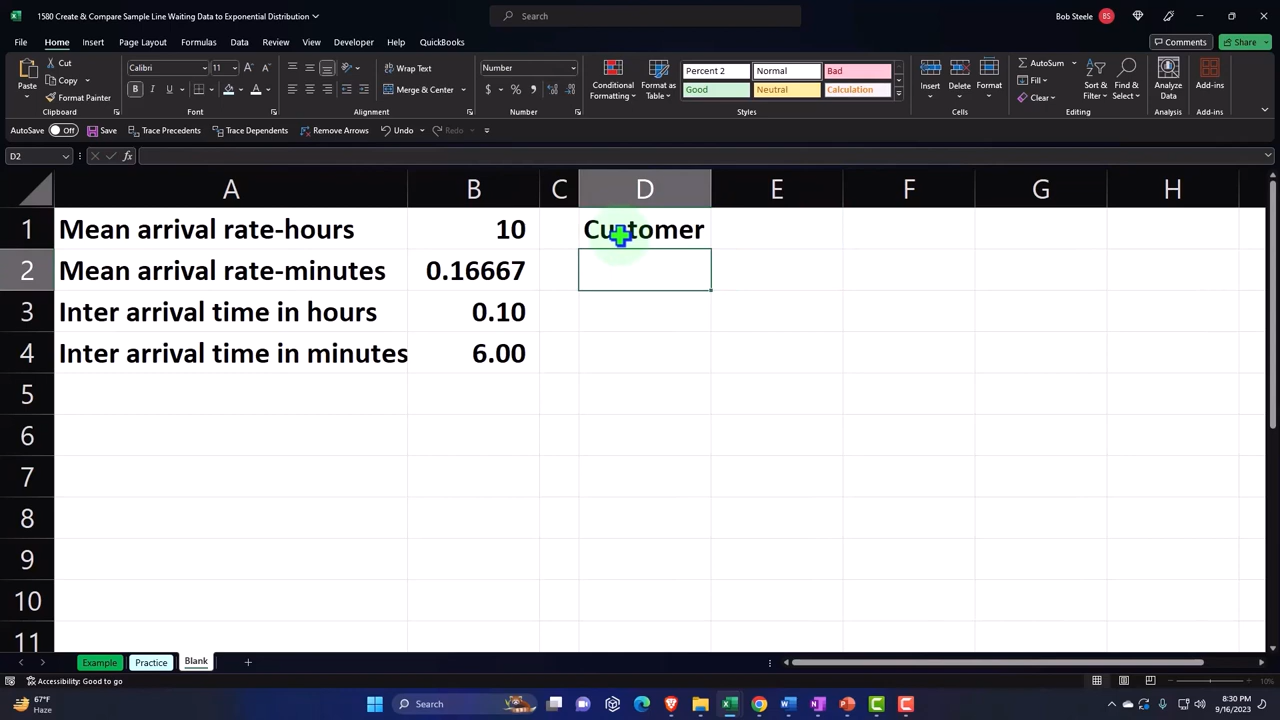 1580 Create & Compare Sample Line Waiting Data to Exponential Distribution
Search
Bob Steele
BS
File Home Insert Page Layout Formulas Data Review View Developer Help QuickBooks
Comments
Share
Paste
Cut
Copy
Format Painter
Clipboard
Calibri
11
B I U
Font
Wrap Text
Merge & Center
Alignment
Number
$ % 9
Number
Conditional Formatting
Format as Table
Percent 2 Normal Bad
Good Neutral Calculation
Styles
Insert Delete Format
Cells
AutoSum
Fill
Clear
Sort & Filter
Find & Select
Editing
Analyze Data
Analysis
Add-ins
Add-ins
AutoSave Off Save Trace Precedents Trace Dependents Remove Arrows Undo Redo
D2
fx
A B C D E F G H
1 Mean arrival rate-hours 10 Customer
2 Mean arrival rate-minutes 0.16667
3 Inter arrival time in hours 0.10
4 Inter arrival time in minutes 6.00
5
6
7
8
9
10
11
Example Practice Blank
Accessibility: Good to go
10%
67°F
Haze
Search
8:30 PM
9/16/2023